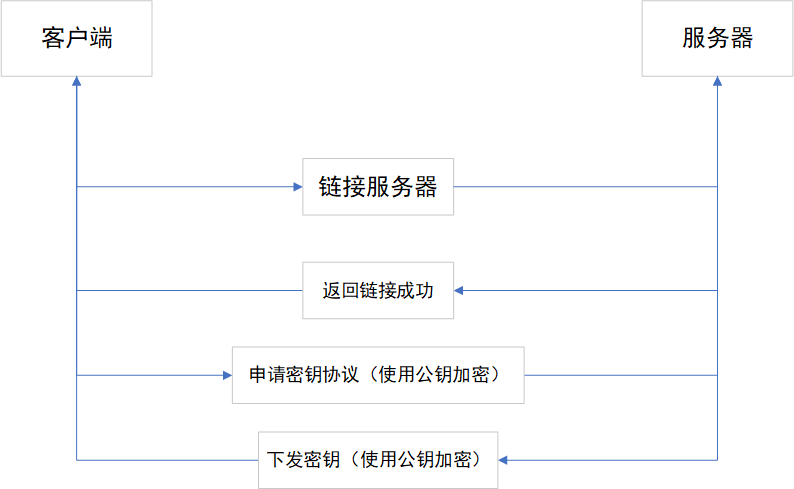 客户端
服务器
链接服务器
返回链接成功
申请密钥协议（使用公钥加密）
下发密钥（使用公钥加密）